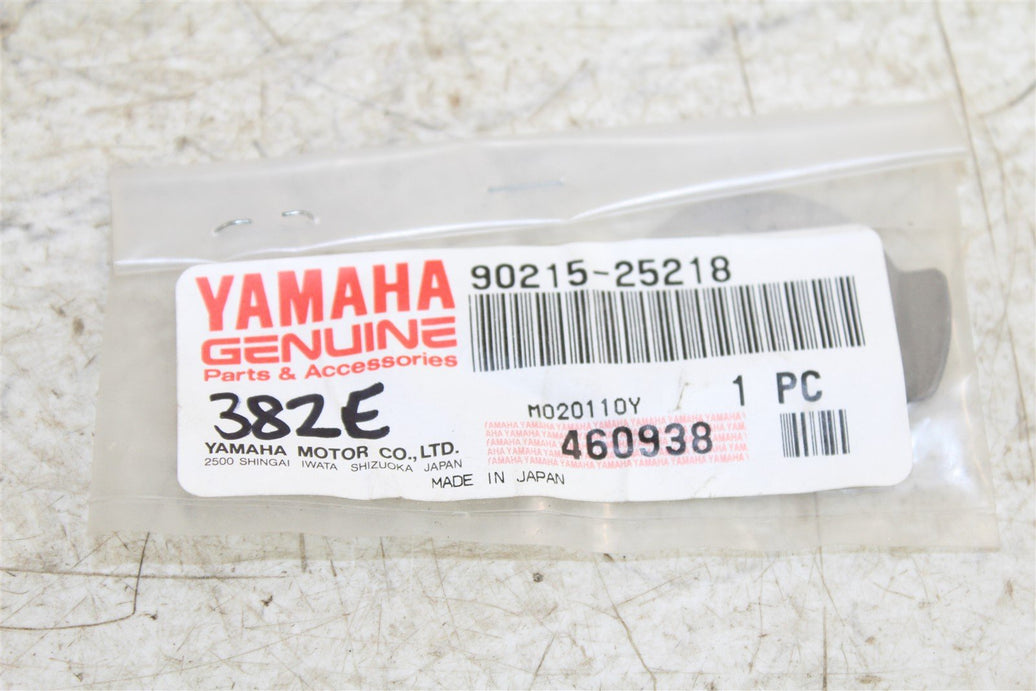 YAMAHA
GENUINE
Parts & Accessories
382E
YAMAHA MOTOR CO.,LTD.
2500 SHINGAI IWATA SHIZUOKA JAPAN
90215-25218
M020110Y 1 PC
460938
MADE IN JAPAN